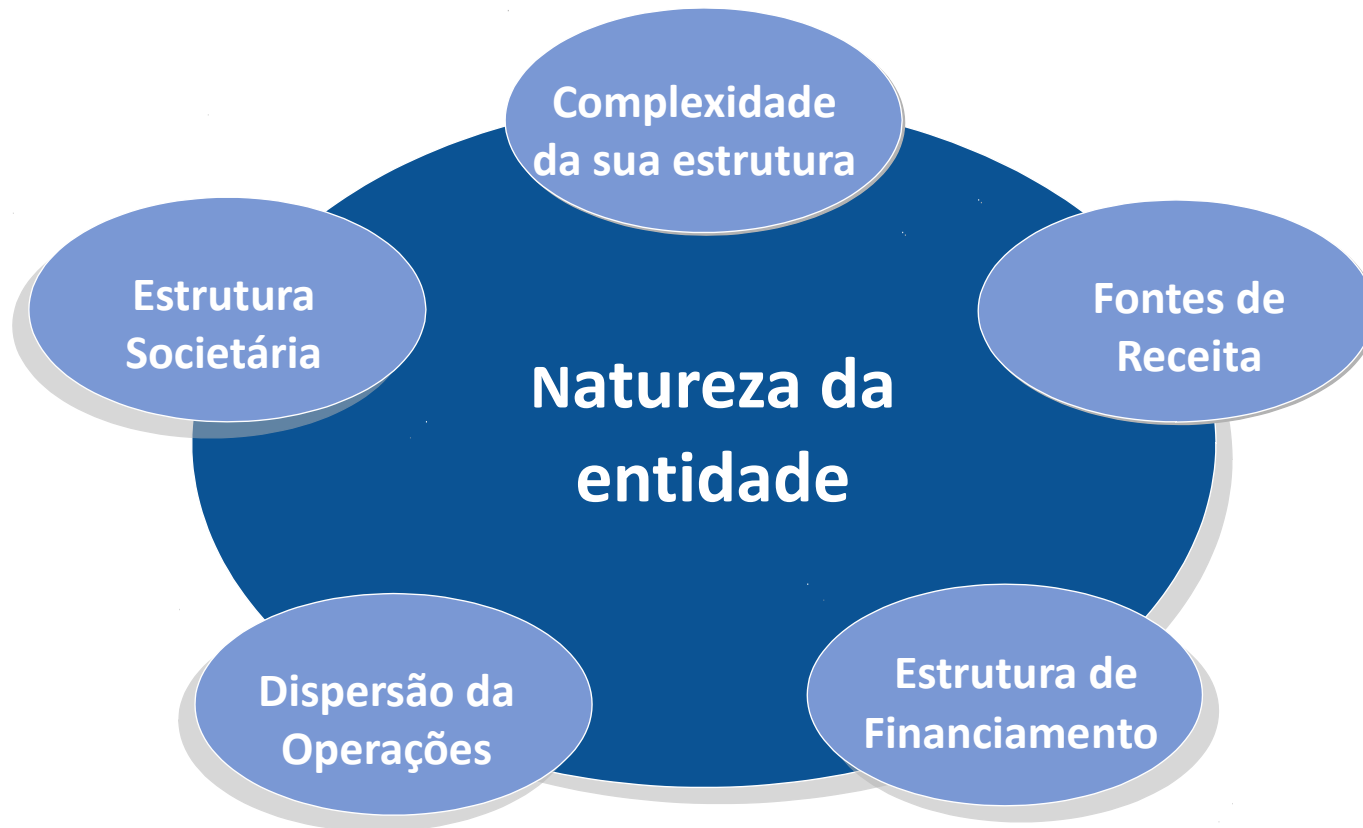 Complexidade
da sua estrutura
Estrutura
Societária
Fontes de
Receita
Natureza da
entidade
Dispersão da
Operações
Estrutura de
Financiamento